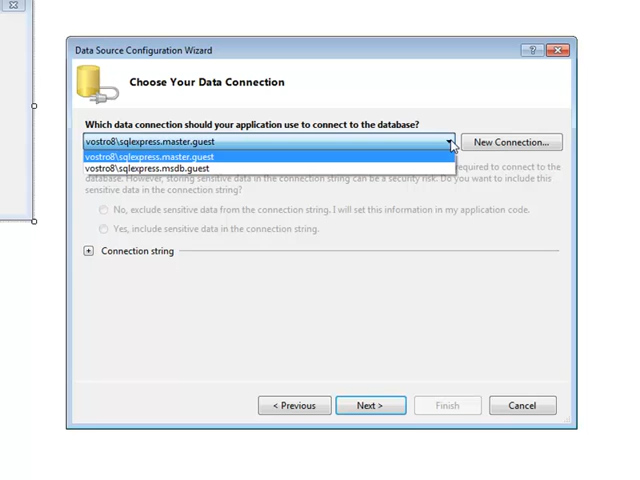 Data Source Configuration Wizard
?
Choose Your Data Connection
Which data connection should your application use to connect to the database?
vostro8\sqlexpress.master.guest
New Connection...
vostro8\sqlexpress.master.guest
vostro8\sqlexpress.msdb.guest
required to connect to the
database. However, storing sensitive data in the connection string can be a security risk. Do you want to include this
sensitive data in the connection string?
No, exclude sensitive data from the connection string. I will set this information in my application code.
Yes, include sensitive data in the connection string.
Connection string
< Previous
Next >
Finish
Cancel